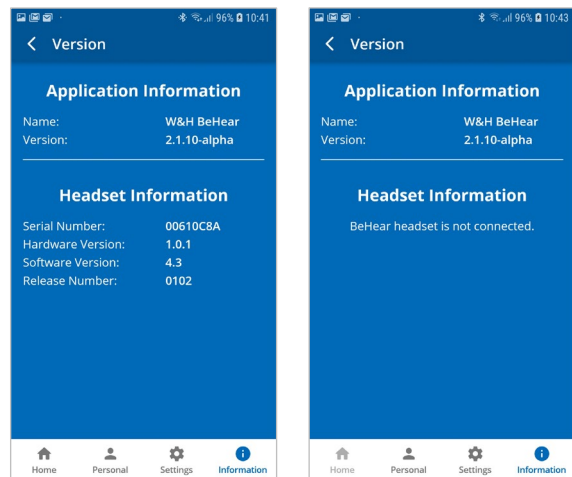 96% 10:41
Version
Application Information
Name: W&H BeHear
Version: 2.1.10-alpha
Headset Information
Serial Number: 00610C8A
Hardware Version: 1.0.1
Software Version: 4.3
Release Number: 0102
Home Personal Settings Information
96% 10:43
Version
Application Information
Name: W&H BeHear
Version: 2.1.10-alpha
Headset Information
BeHear headset is not connected.
Home Personal Settings Information